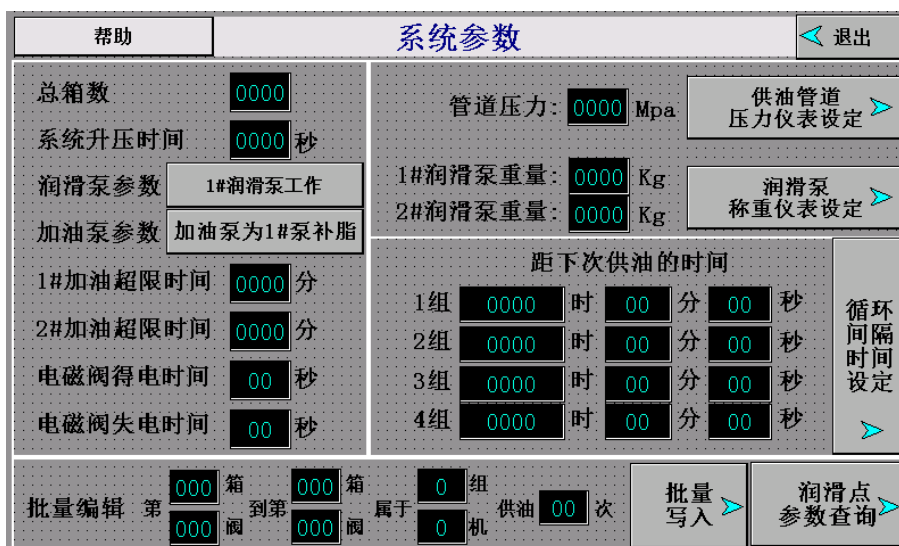 帮助
系统参数
退出
总箱数 0000
系统升压时间 0000 秒
润滑泵参数 1#润滑泵工作
加油泵参数 加油泵为1#泵补脂
1#加油超限时间 0000 分
2#加油超限时间 0000 分
电磁阀得电时间 00 秒
电磁阀失电时间 00 秒
管道压力: 0000 Mpa
供油管道
压力仪表设定
1#润滑泵重量: 0000 Kg
2#润滑泵重量: 0000 Kg
润滑泵
称重仪表设定
距下次供油的时间
1组 0000 时 00 分 00 秒
2组 0000 时 00 分 00 秒
3组 0000 时 00 分 00 秒
4组 0000 时 00 分 00 秒
循环
间隔
时间
设定
批量编辑 第 000 箱 到第 000 箱 属于 0 组 供油 00 次
000 阀 000 阀 0 机
批量
写入
润滑点
参数查询